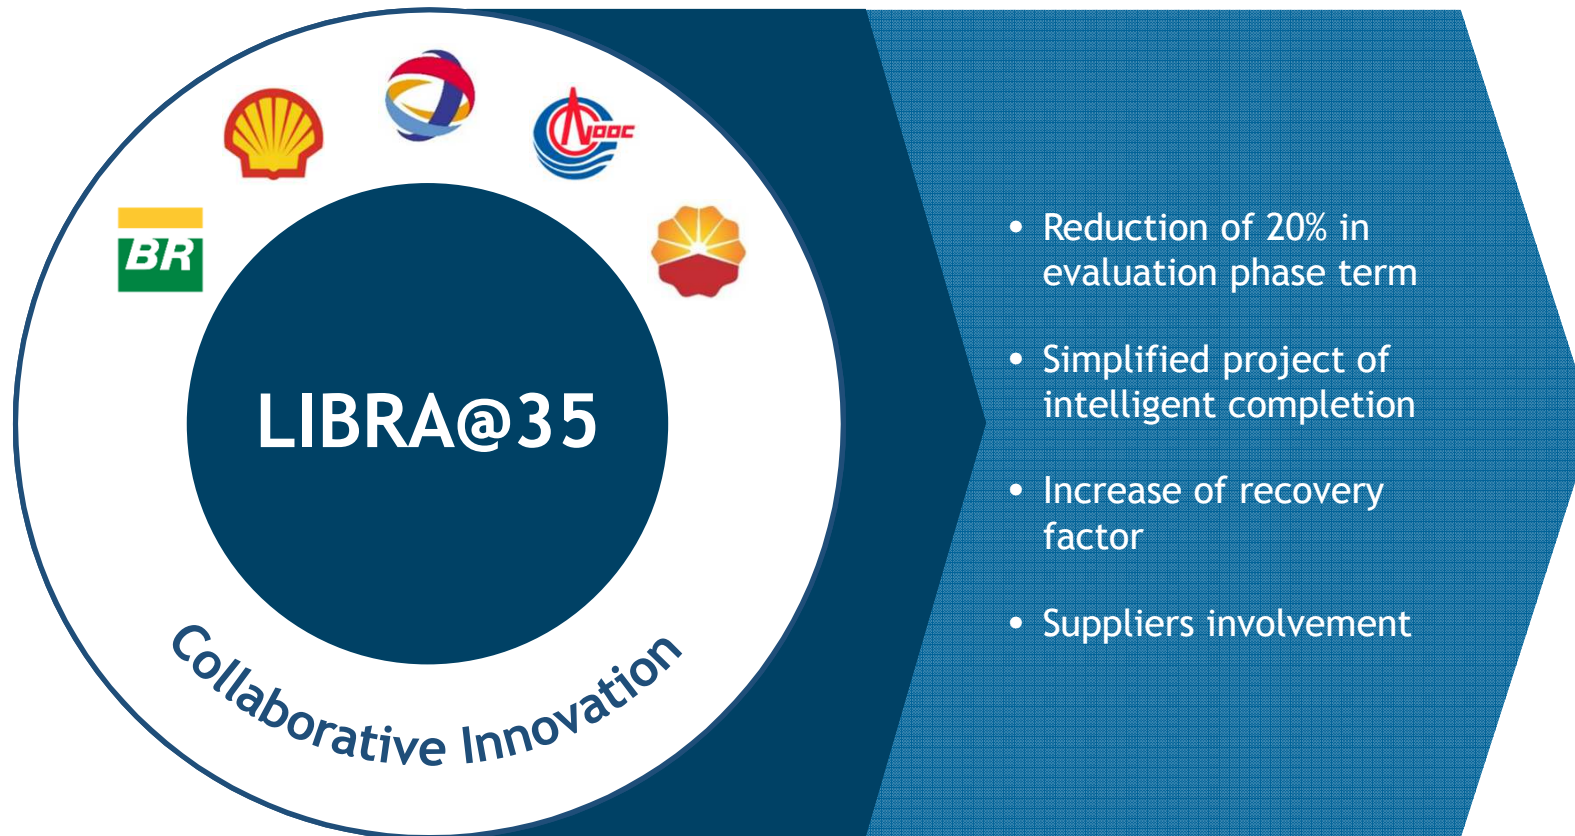 BR
CNOOC
LIBRA@35
Collaborative Innovation
• Reduction of 20% in
evaluation phase term
• Simplified project of
intelligent completion
• Increase of recovery
factor
• Suppliers involvement